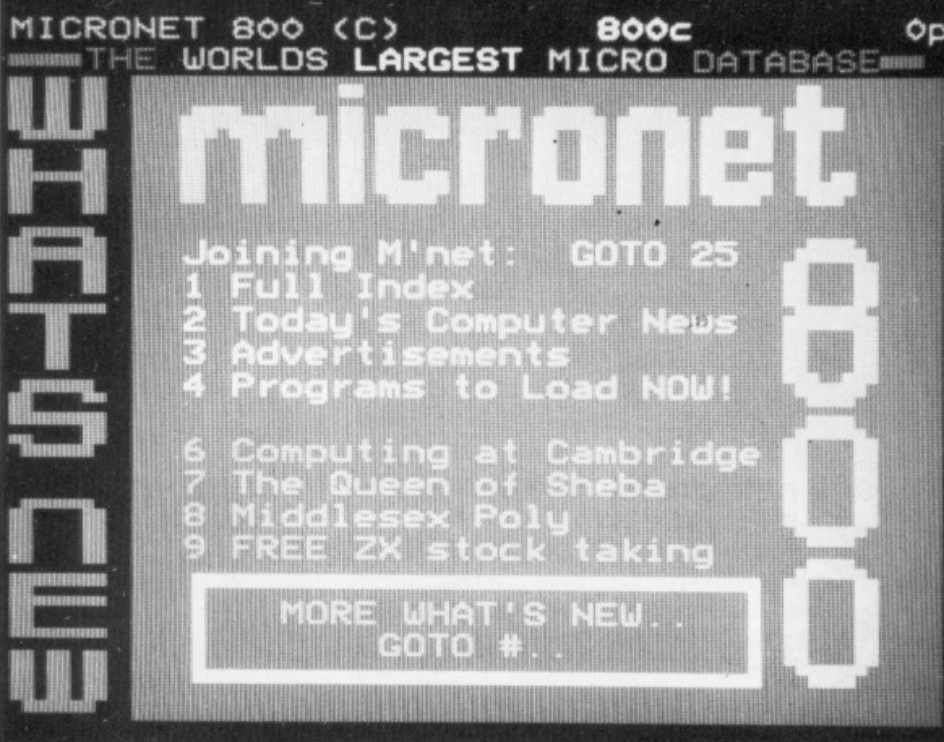 MICRONET 800 (C) 800c 0p
THE WORLDS LARGEST MICRO DATABASE
WHATS NEW
micronet
800
Joining M'net: GOTO 25
1 Full Index
2 Today's Computer News
3 Advertisements
4 Programs to Load NOW!
6 Computing at Cambridge
7 The Queen of Sheba
8 Middlesex Poly
9 FREE ZX stock taking
MORE WHAT'S NEW..
GOTO #..